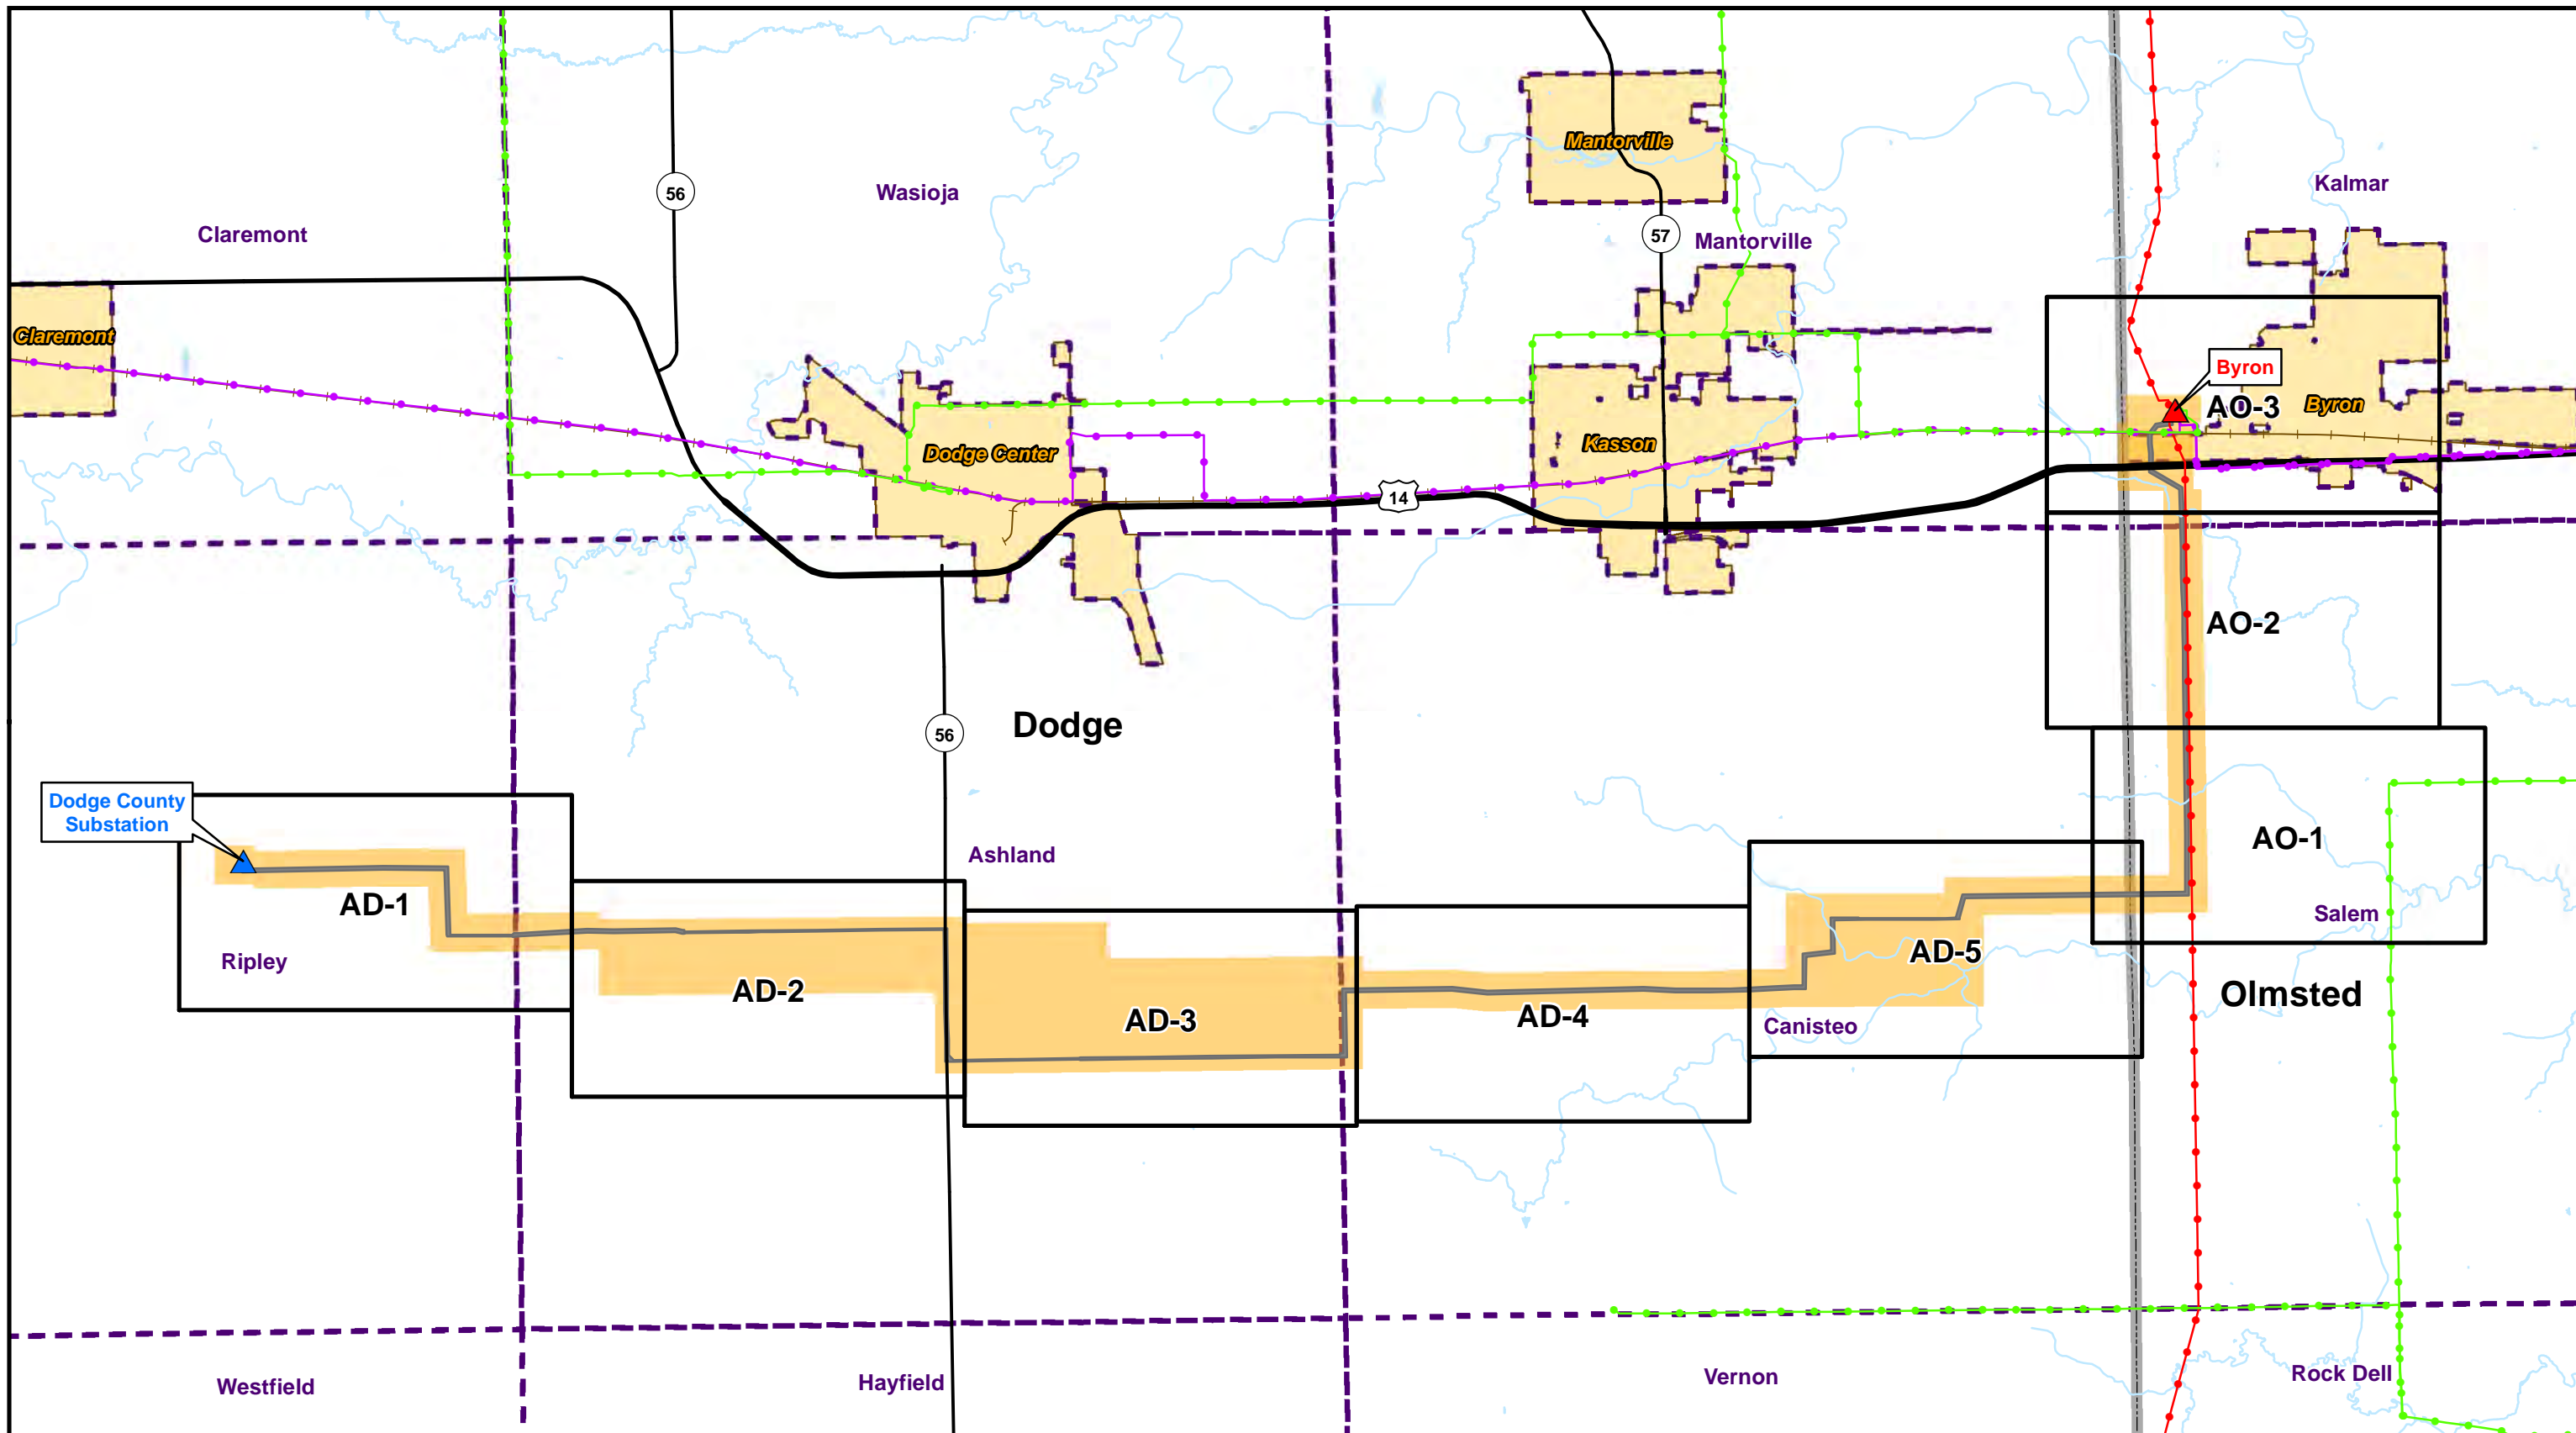 Mantorville
Kalmar
56
Wasioja
Claremont
57
Mantorville
Claremont
Byron
AO-3
Byron
Dodge Center
Kasson
14
AO-2
Dodge
56
Dodge County
Substation
AO-1
Ashland
AD-1
Salem
Ripley
AD-5
AD-2
Olmsted
AD-3
AD-4
Canisteo
Westfield
Hayfield
Vernon
Rock Dell